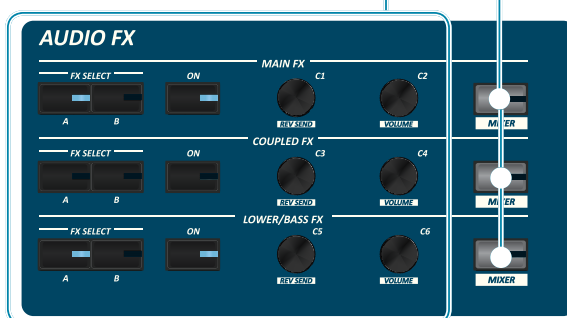 AUDIO FX
MAIN FX
FX SELECT ON C1 C2
A B REV SEND VOLUME MIXER
COUPLED FX
FX SELECT ON C3 C4
A B REV SEND VOLUME MIXER
LOWER/BASS FX
FX SELECT ON C5 C6
A B REV SEND VOLUME MIXER